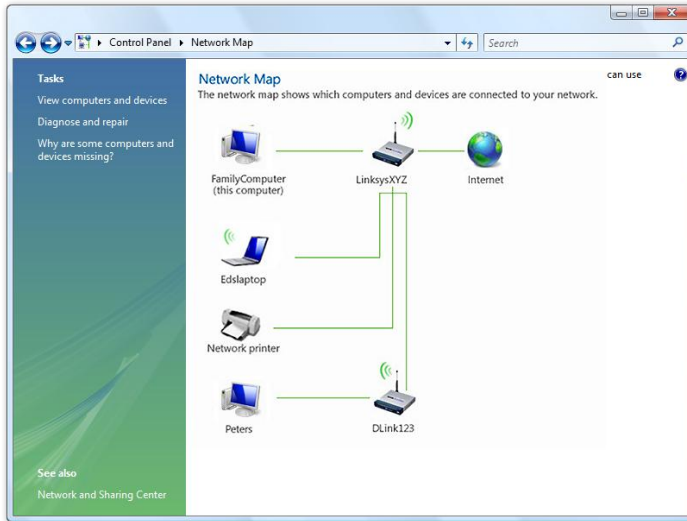 Control Panel
Network Map
Search
Tasks
View computers and devices
Diagnose and repair
Why are some computers and
devices missing?
See also
Network and Sharing Center
Network Map
The network map shows which computers and devices are connected to your network.
can use
FamilyComputer
(this computer)
LinksysXYZ
Internet
Edslaptop
Network printer
Peters
DLink123